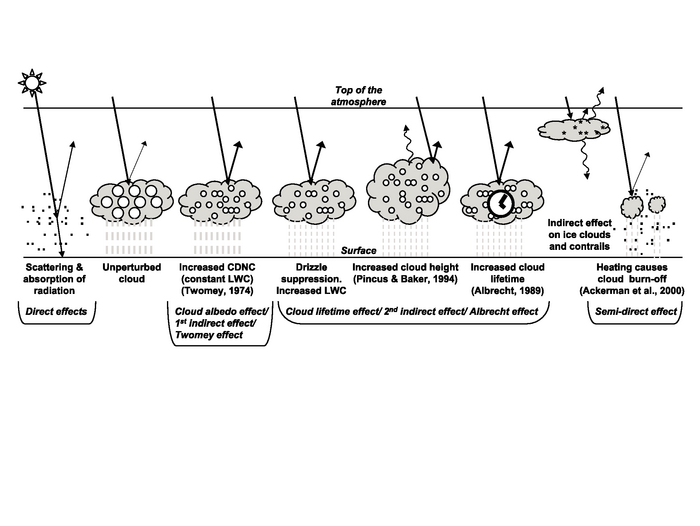 Top of the
atmosphere
Indirect effect
on ice clouds
and contrails
Surface
Scattering &
absorption of
radiation
Unperturbed
cloud
Increased CDNC
(constant LWC)
(Twomey, 1974)
Drizzle
suppression.
Increased LWC
Increased cloud height
(Pincus & Baker, 1994)
Increased cloud
lifetime
(Albrecht, 1989)
Heating causes
cloud burn-off
(Ackerman et al., 2000)
Direct effects
Cloud albedo effect/
1st indirect effect/
Twomey effect
Cloud lifetime effect/ 2nd indirect effect/ Albrecht effect
Semi-direct effect